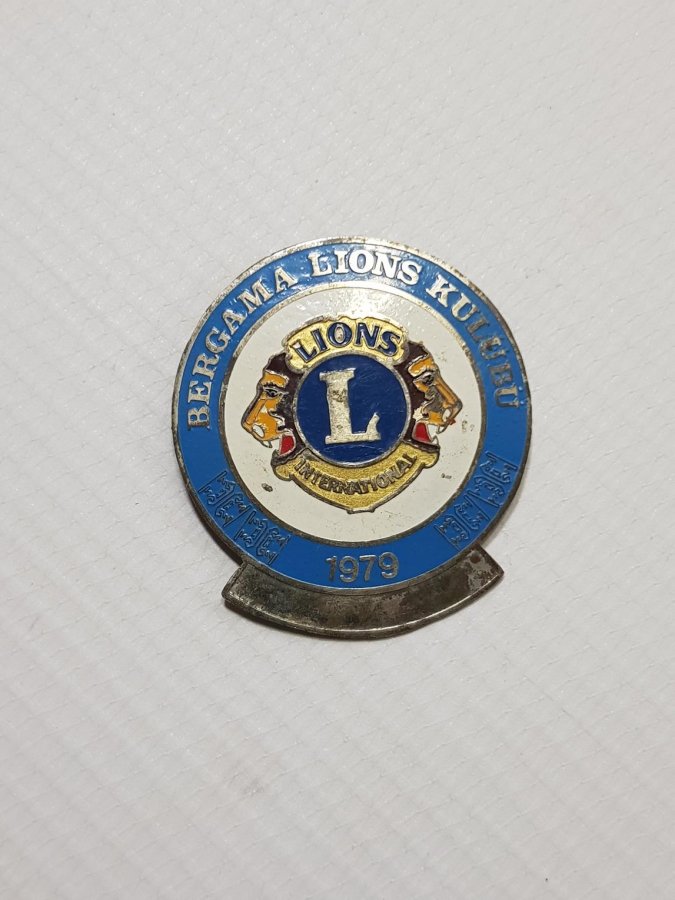 BERGAMA LIONS KULUBÜ
LIONS
L
INTERNATIONAL
1979